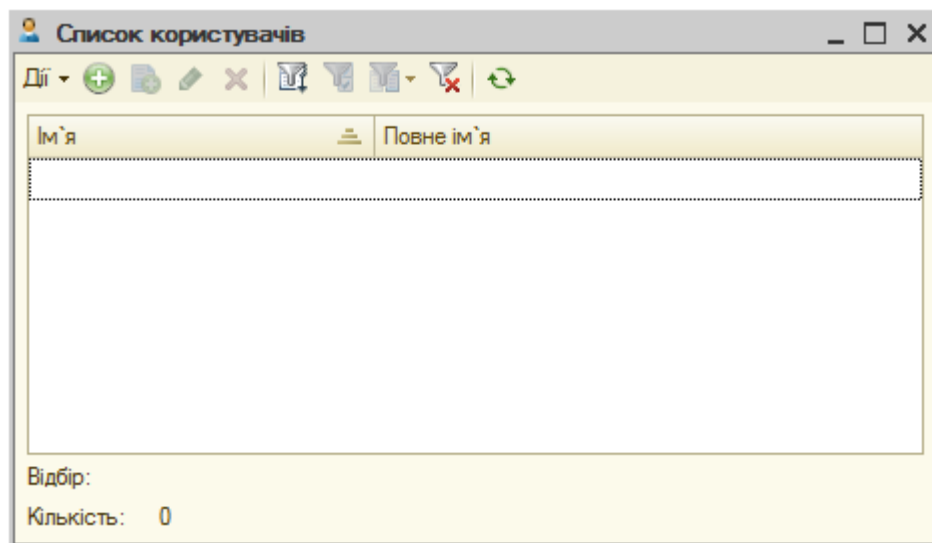 Список користувачів
Дії
Ім`я Повне ім`я
Відбір:
Кількість: 0